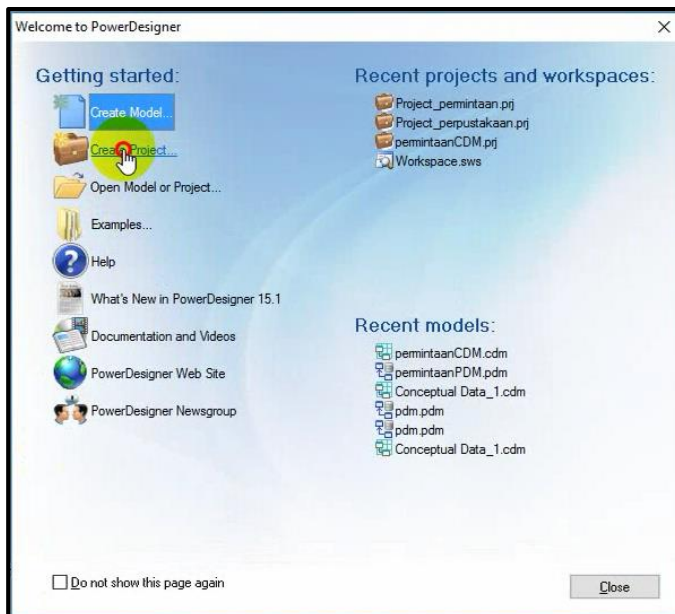 Welcome to PowerDesigner
Getting started:
Create Model...
Create Project...
Open Model or Project...
Examples...
Help
What's New in PowerDesigner 15.1
Documentation and Videos
PowerDesigner Web Site
PowerDesigner Newsgroup
Recent projects and workspaces:
Project_permintaan.prj
Project_perpustakaan.prj
permintaanCDM.prj
Workspace.sws
Recent models:
permintaanCDM.cdm
permintaanPDM.pdm
Conceptual Data_1.cdm
pdm.pdm
pdm.pdm
Conceptual Data_1.cdm
Do not show this page again
Close